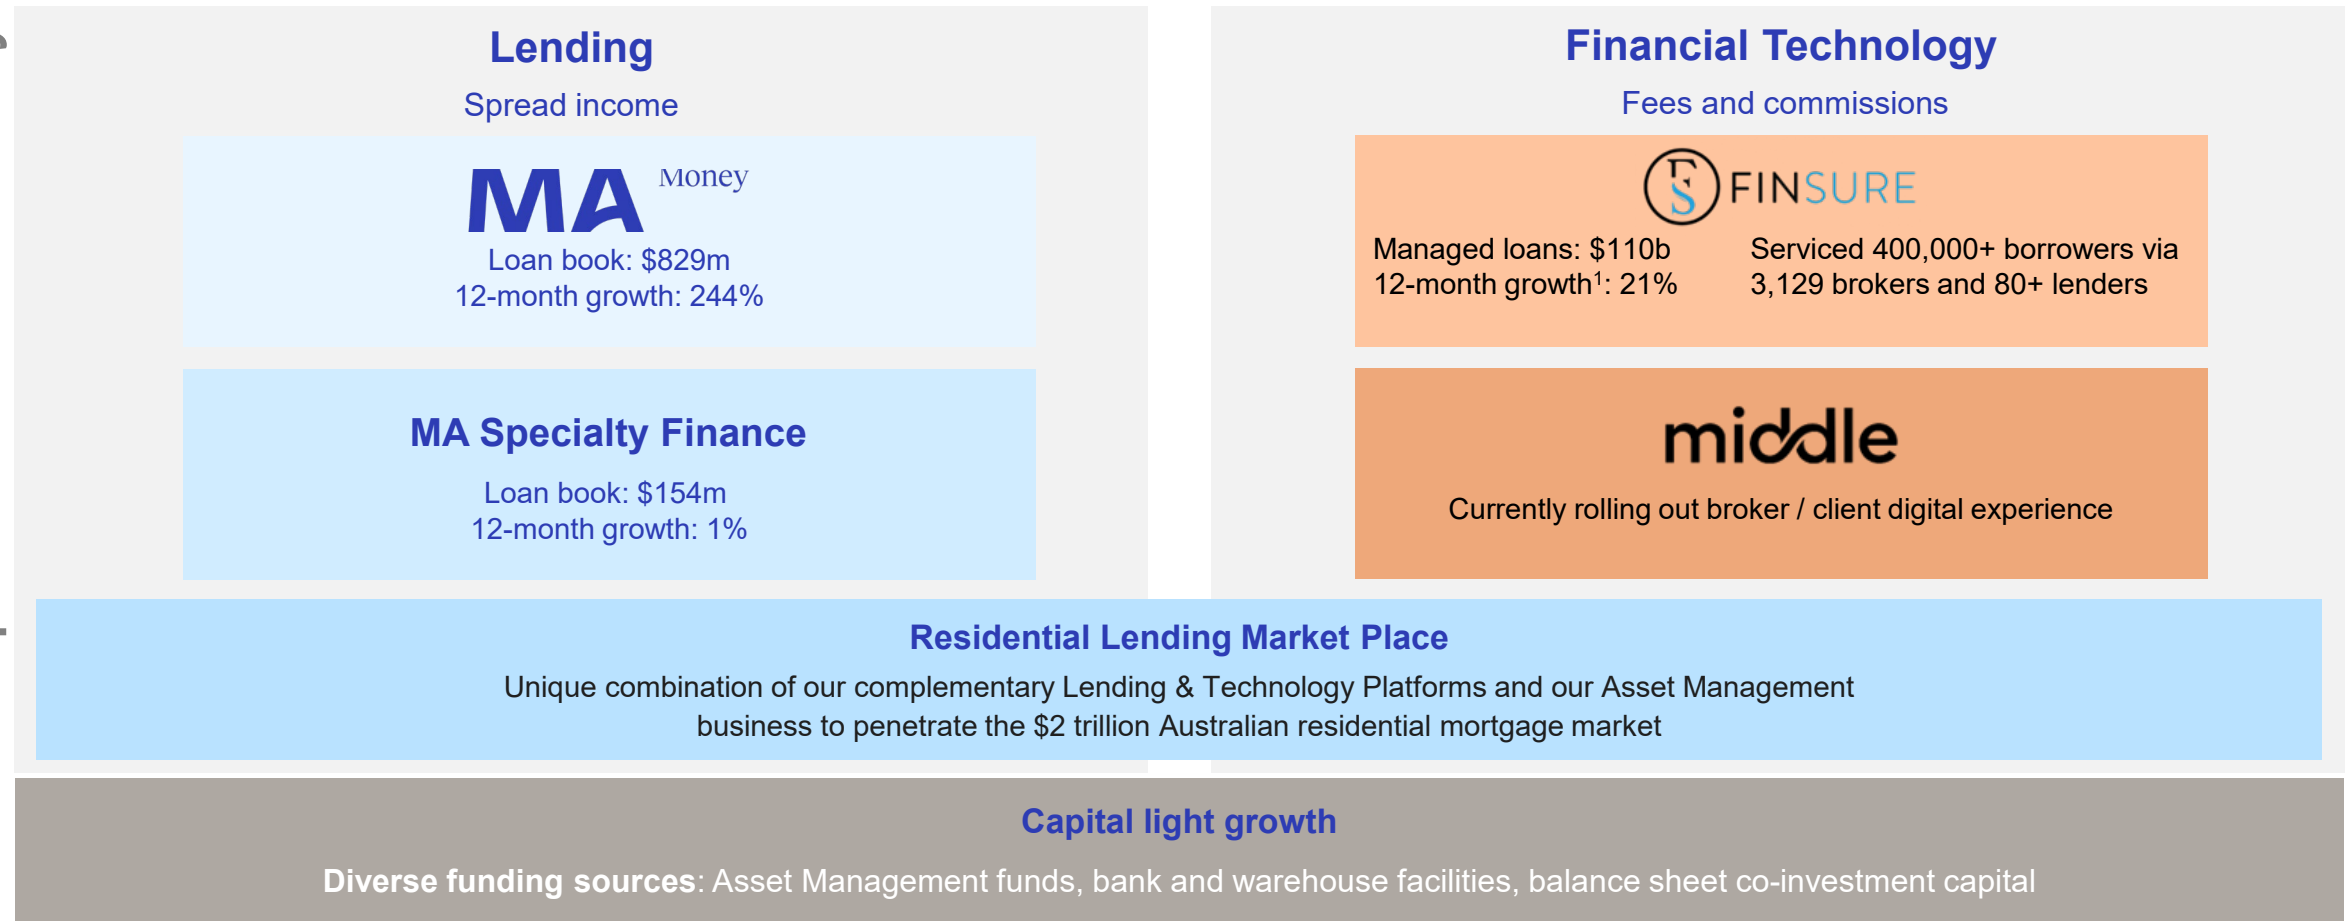 Lending
Spread income
MA Money
Loan book: $829m
12-month growth: 244%
MA Specialty Finance
Loan book: $154m
12-month growth: 1%
Financial Technology
Fees and commissions
FS FINSURE
Managed loans: $110b
12-month growth¹: 21%
Serviced 400,000+ borrowers via
3,129 brokers and 80+ lenders
middle
Currently rolling out broker / client digital experience
Residential Lending Market Place
Unique combination of our complementary Lending & Technology Platforms and our Asset Management
business to penetrate the $2 trillion Australian residential mortgage market
Capital light growth
Diverse funding sources: Asset Management funds, bank and warehouse facilities, balance sheet co-investment capital